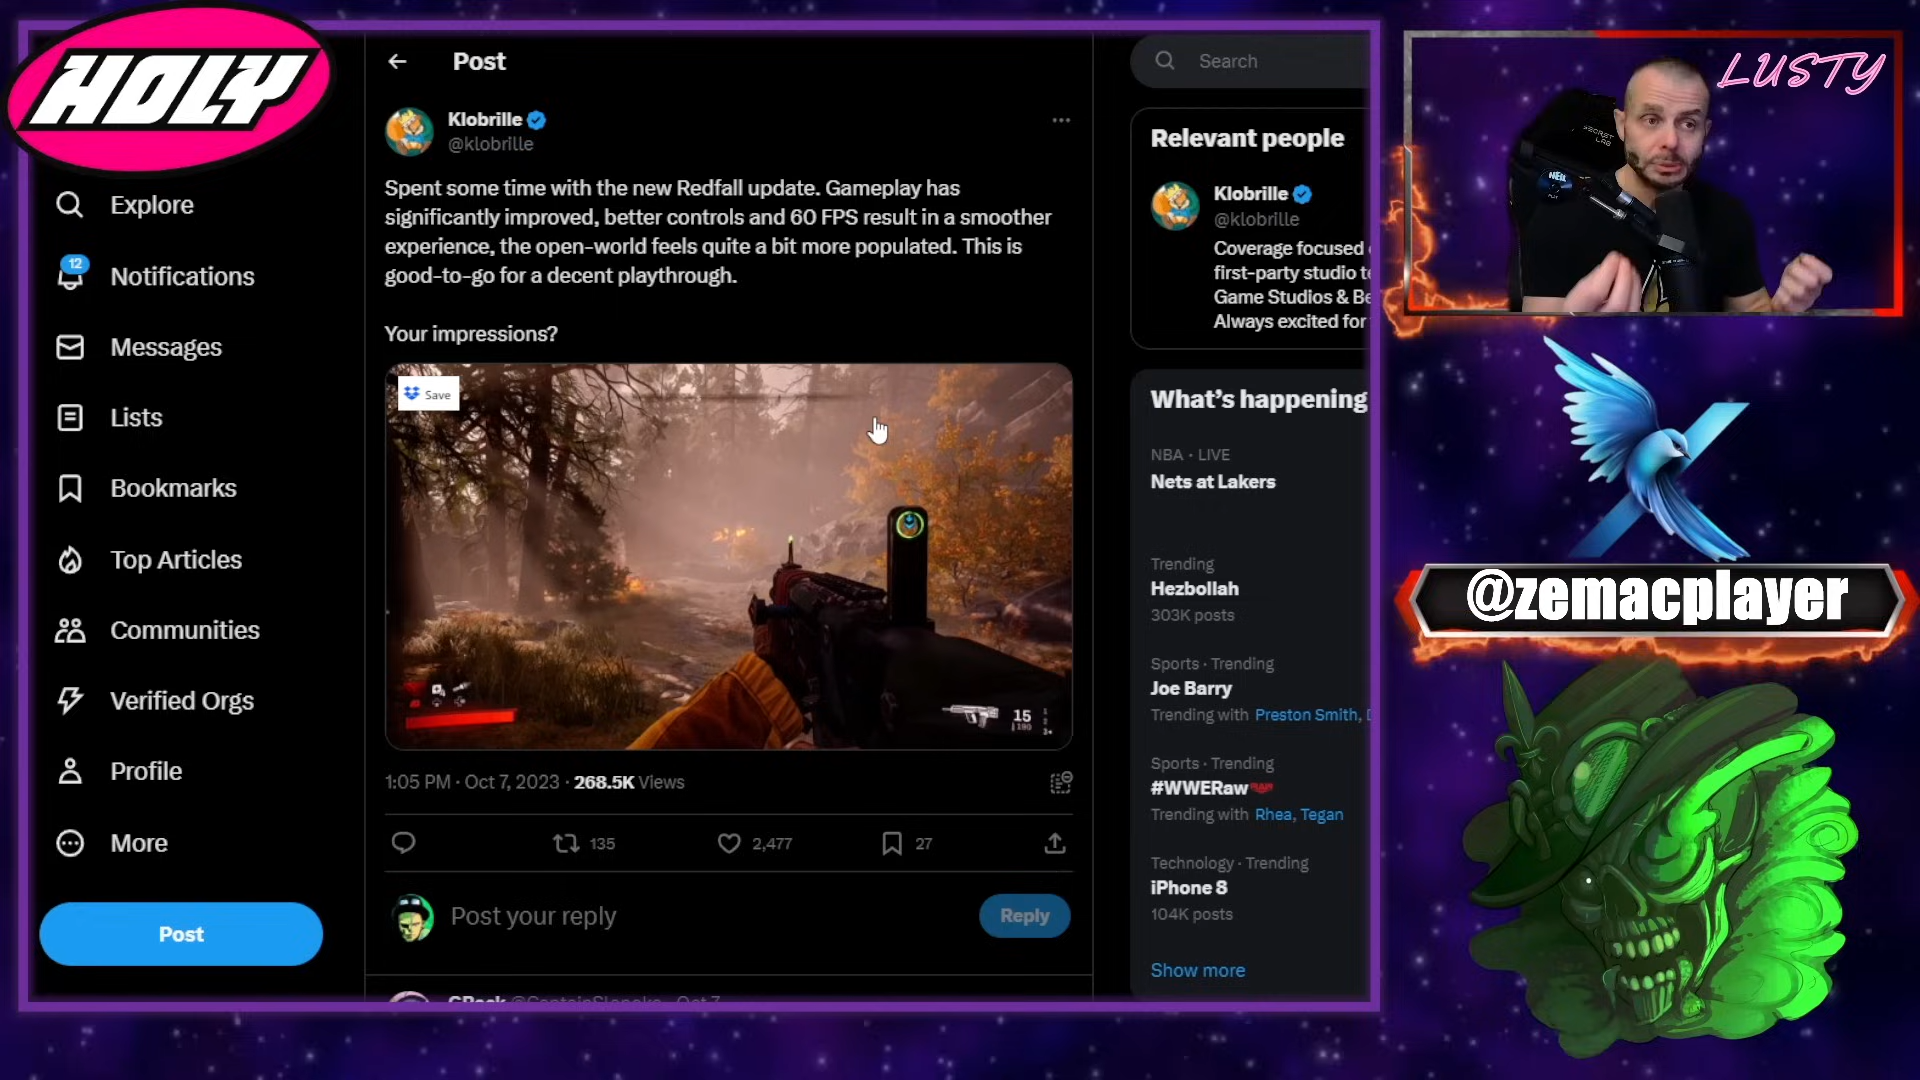 HOLY
Explore
12
Notifications
Messages
Lists
Bookmarks
Top Articles
Communities
Verified Orgs
Profile
More
Post
Post
Klobrille
@klobrille
Spent some time with the new Redfall update. Gameplay has
significantly improved, better controls and 60 FPS result in a smoother
experience, the open-world feels quite a bit more populated. This is
good-to-go for a decent playthrough.
Your impressions?
Save
15
190
1:05 PM · Oct 7, 2023 · 268.5K Views
135
2,477
27
Post your reply
Reply
Search
Relevant people
Klobrille
@klobrille
Coverage focused
first-party studio
Game Studios &
Always excited for
What's happening
NBA · LIVE
Nets at Lakers
Trending
Hezbollah
303K posts
Sports · Trending
Joe Barry
Trending with Preston Smith,
Sports · Trending
#WWERaw
Trending with Rhea, Tegan
Technology · Trending
iPhone 8
104K posts
Show more
LUSTY
SECRET
LAB
NEIL
@zemacplayer